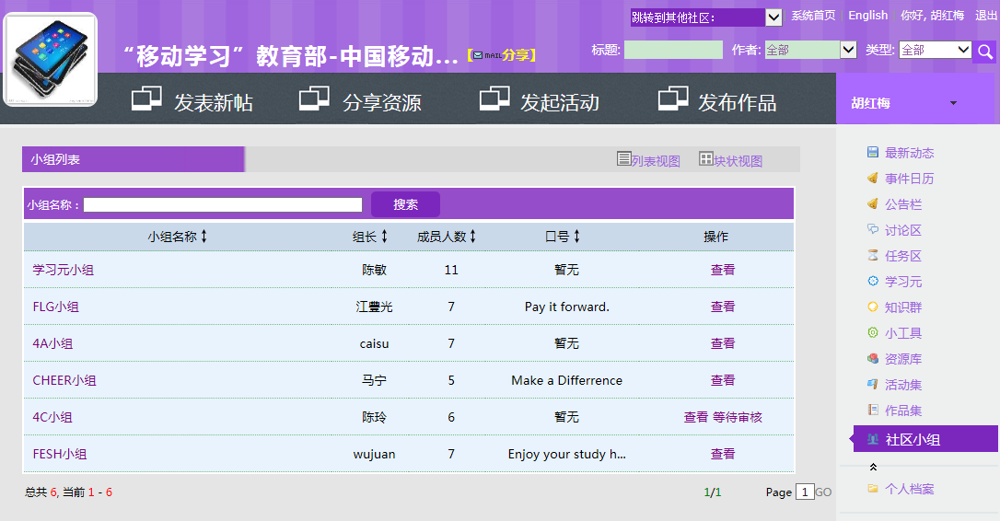 跳转到其他社区：
系统首页 English 你好, 胡红梅 退出
“移动学习”教育部-中国移动... 【MAIL分享】
标题: 作者: 全部 类型: 全部
发表新帖 分享资源 发起活动 发布作品 胡红梅
小组列表 列表视图 块状视图
小组名称： 搜索
小组名称 组长 成员人数 口号 操作
学习元小组 陈敏 11 暂无 查看
FLG小组 江豐光 7 Pay it forward. 查看
4A小组 caisu 7 暂无 查看
CHEER小组 马宁 5 Make a Differrence 查看
4C小组 陈玲 6 暂无 查看 等待审核
FESH小组 wujuan 7 Enjoy your study h... 查看
总共 6, 当前 1 - 6 1/1 Page 1 GO
最新动态
事件日历
公告栏
讨论区
任务区
学习元
知识群
小工具
资源库
活动集
作品集
社区小组
个人档案